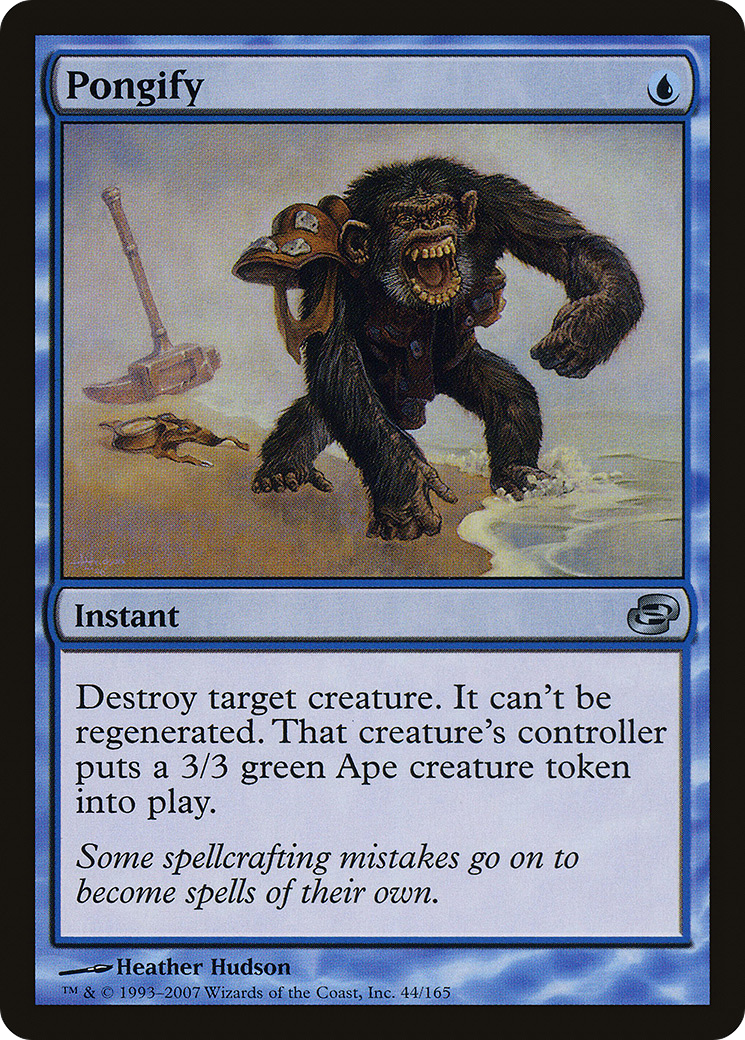 Pongify
Instant
Destroy target creature. It can't be
regenerated. That creature's controller
puts a 3/3 green Ape creature token
into play.
Some spellcrafting mistakes go on to
become spells of their own.
Heather Hudson
™ & © 1993–2007 Wizards of the Coast, Inc. 44/165